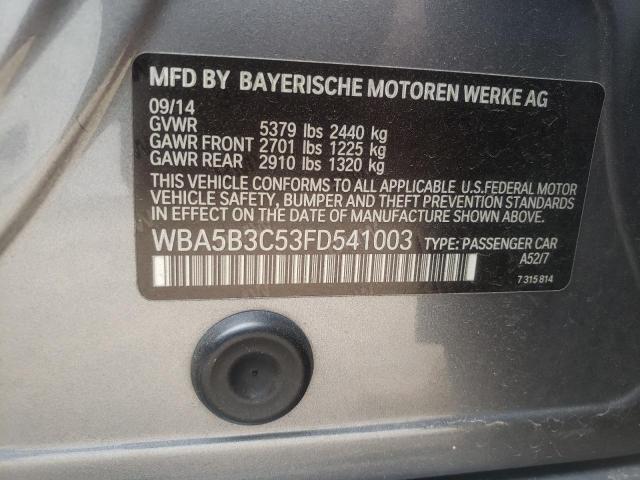 MFD BY BAYERISCHE MOTOREN WERKE AG
09/14
GVWR 5379 lbs 2440 kg
GAWR FRONT 2701 lbs 1225 kg
GAWR REAR 2910 lbs 1320 kg
THIS VEHICLE CONFORMS TO ALL APPLICABLE U.S.FEDERAL MOTOR
VEHICLE SAFETY, BUMPER, AND THEFT PREVENTION STANDARDS
IN EFFECT ON THE DATE OF MANUFACTURE SHOWN ABOVE.
WBA5B3C53FD541003 TYPE: PASSENGER CAR
A52/7
7 315 814